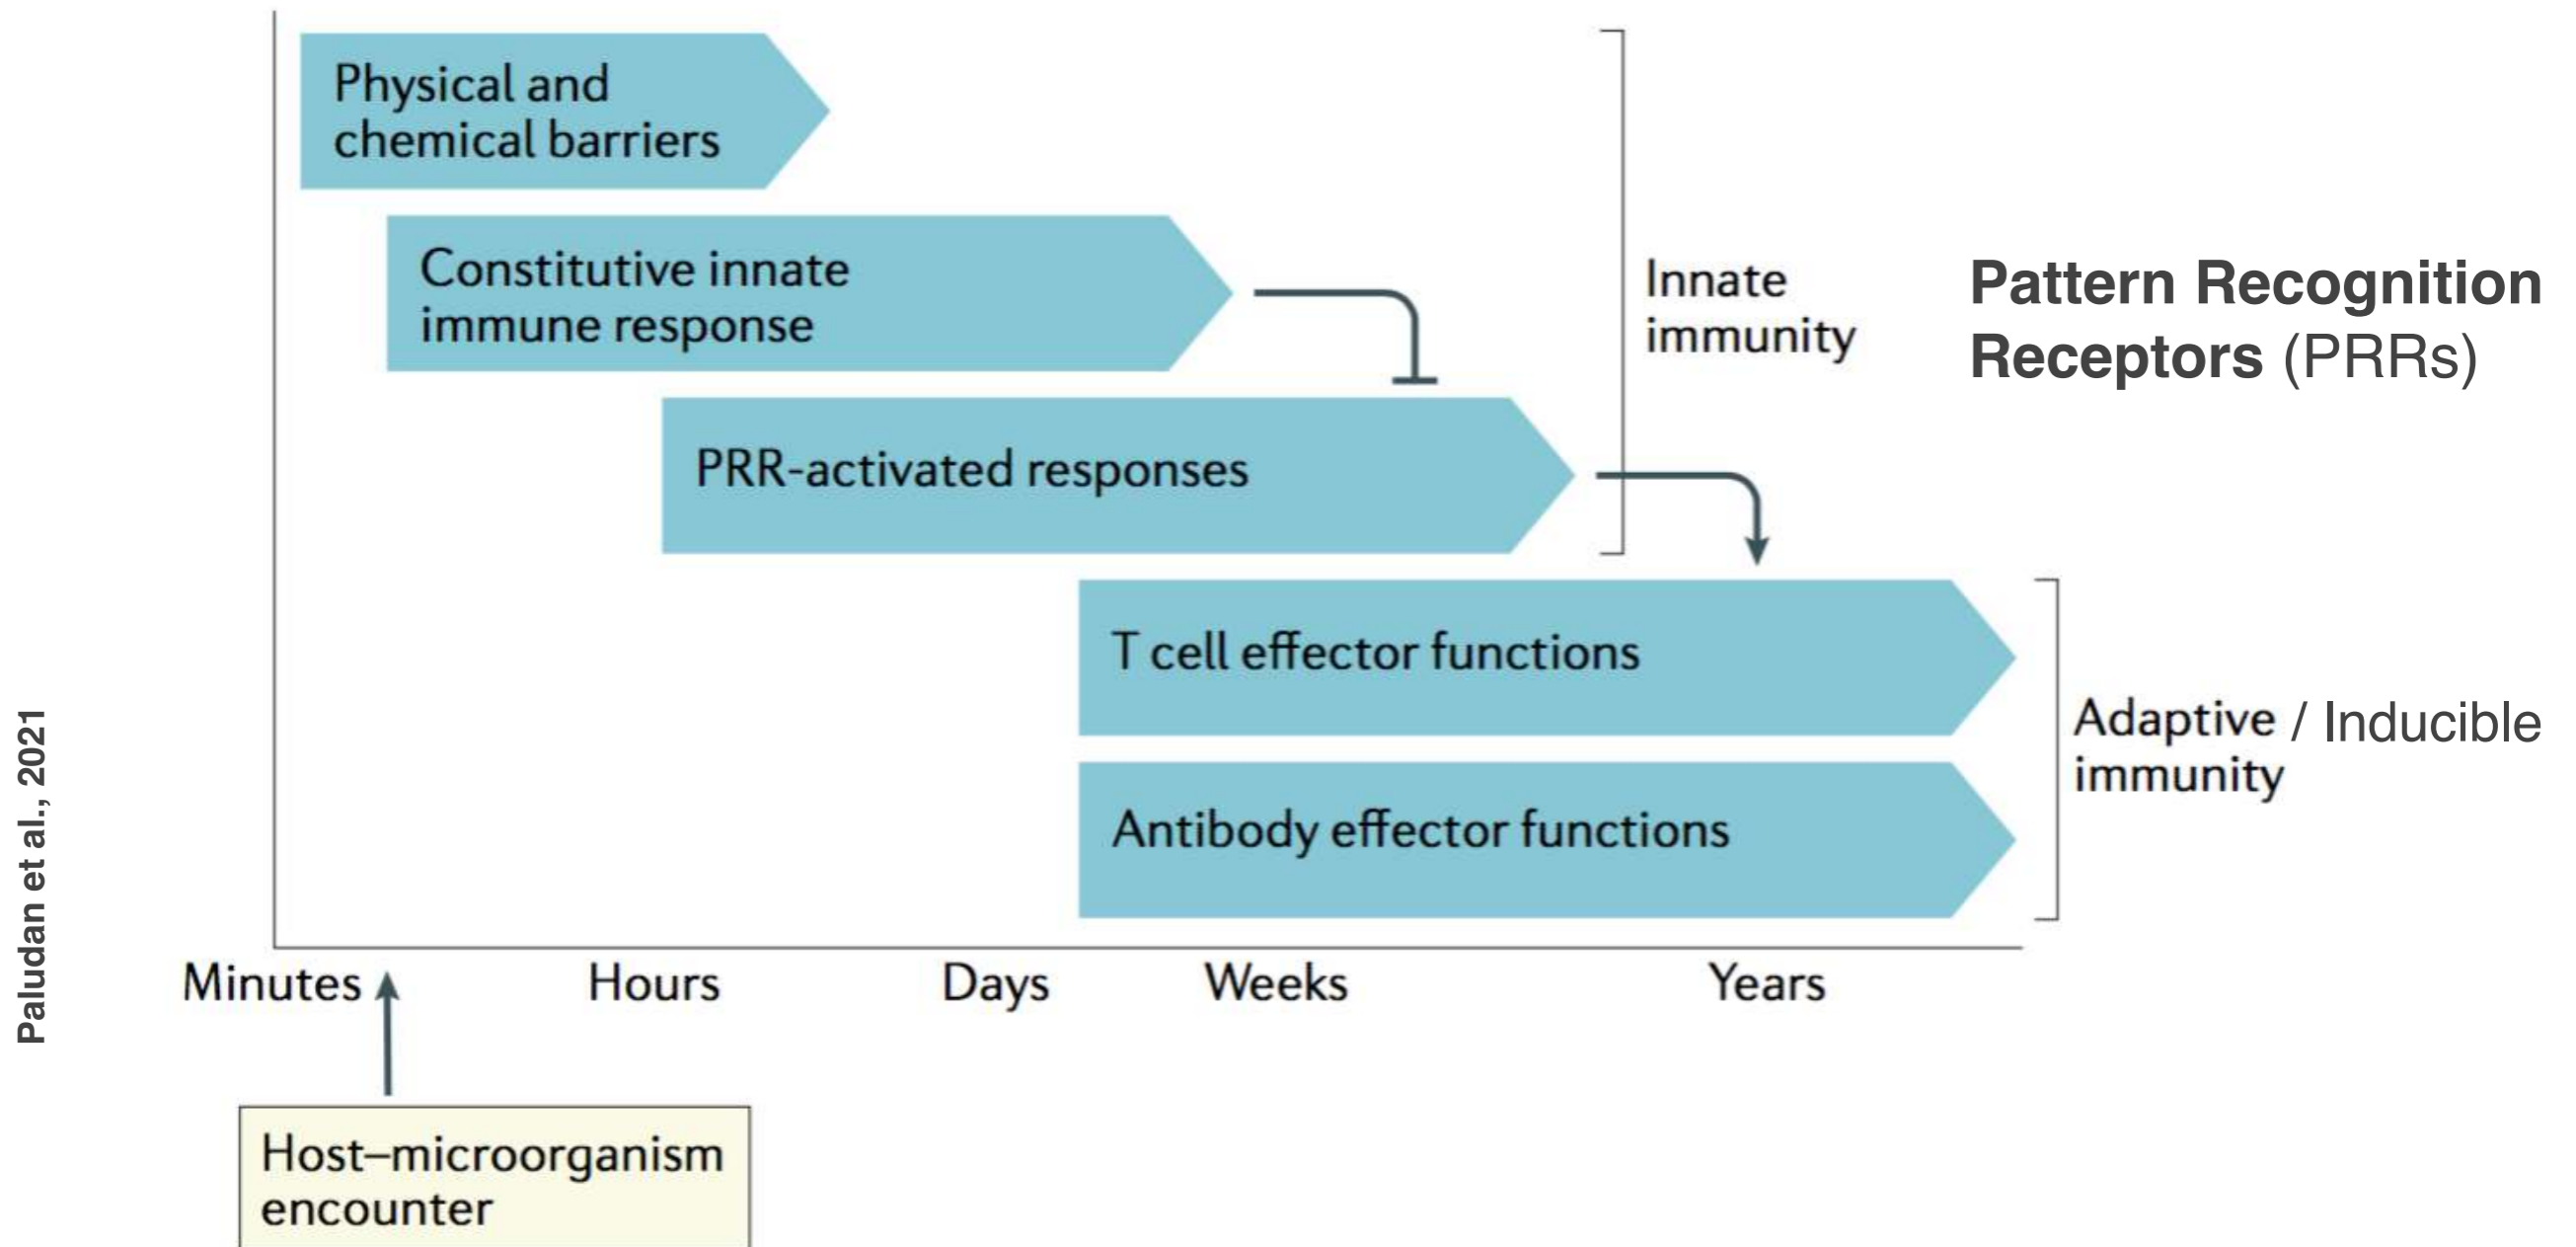 Physical and
chemical barriers
Constitutive innate
immune response
Innate
immunity
Pattern Recognition
Receptors (PRRs)
PRR-activated responses
T cell effector functions
Adaptive / Inducible
immunity
Antibody effector functions
Paludan et al., 2021
Minutes Hours Days Weeks Years
Host–microorganism
encounter